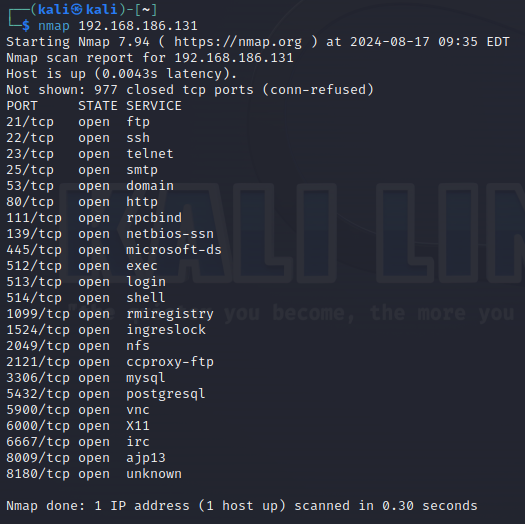 ┌──(kali㉿kali)-[~]
└─$ nmap 192.168.186.131
Starting Nmap 7.94 ( https://nmap.org ) at 2024-08-17 09:35 EDT
Nmap scan report for 192.168.186.131
Host is up (0.0043s latency).
Not shown: 977 closed tcp ports (conn-refused)
PORT     STATE SERVICE
21/tcp   open  ftp
22/tcp   open  ssh
23/tcp   open  telnet
25/tcp   open  smtp
53/tcp   open  domain
80/tcp   open  http
111/tcp  open  rpcbind
139/tcp  open  netbios-ssn
445/tcp  open  microsoft-ds
512/tcp  open  exec
513/tcp  open  login
514/tcp  open  shell
1099/tcp open  rmiregistry
1524/tcp open  ingreslock
2049/tcp open  nfs
2121/tcp open  ccproxy-ftp
3306/tcp open  mysql
5432/tcp open  postgresql
5900/tcp open  vnc
6000/tcp open  X11
6667/tcp open  irc
8009/tcp open  ajp13
8180/tcp open  unknown
Nmap done: 1 IP address (1 host up) scanned in 0.30 seconds
KALI LIN
you become, the more you